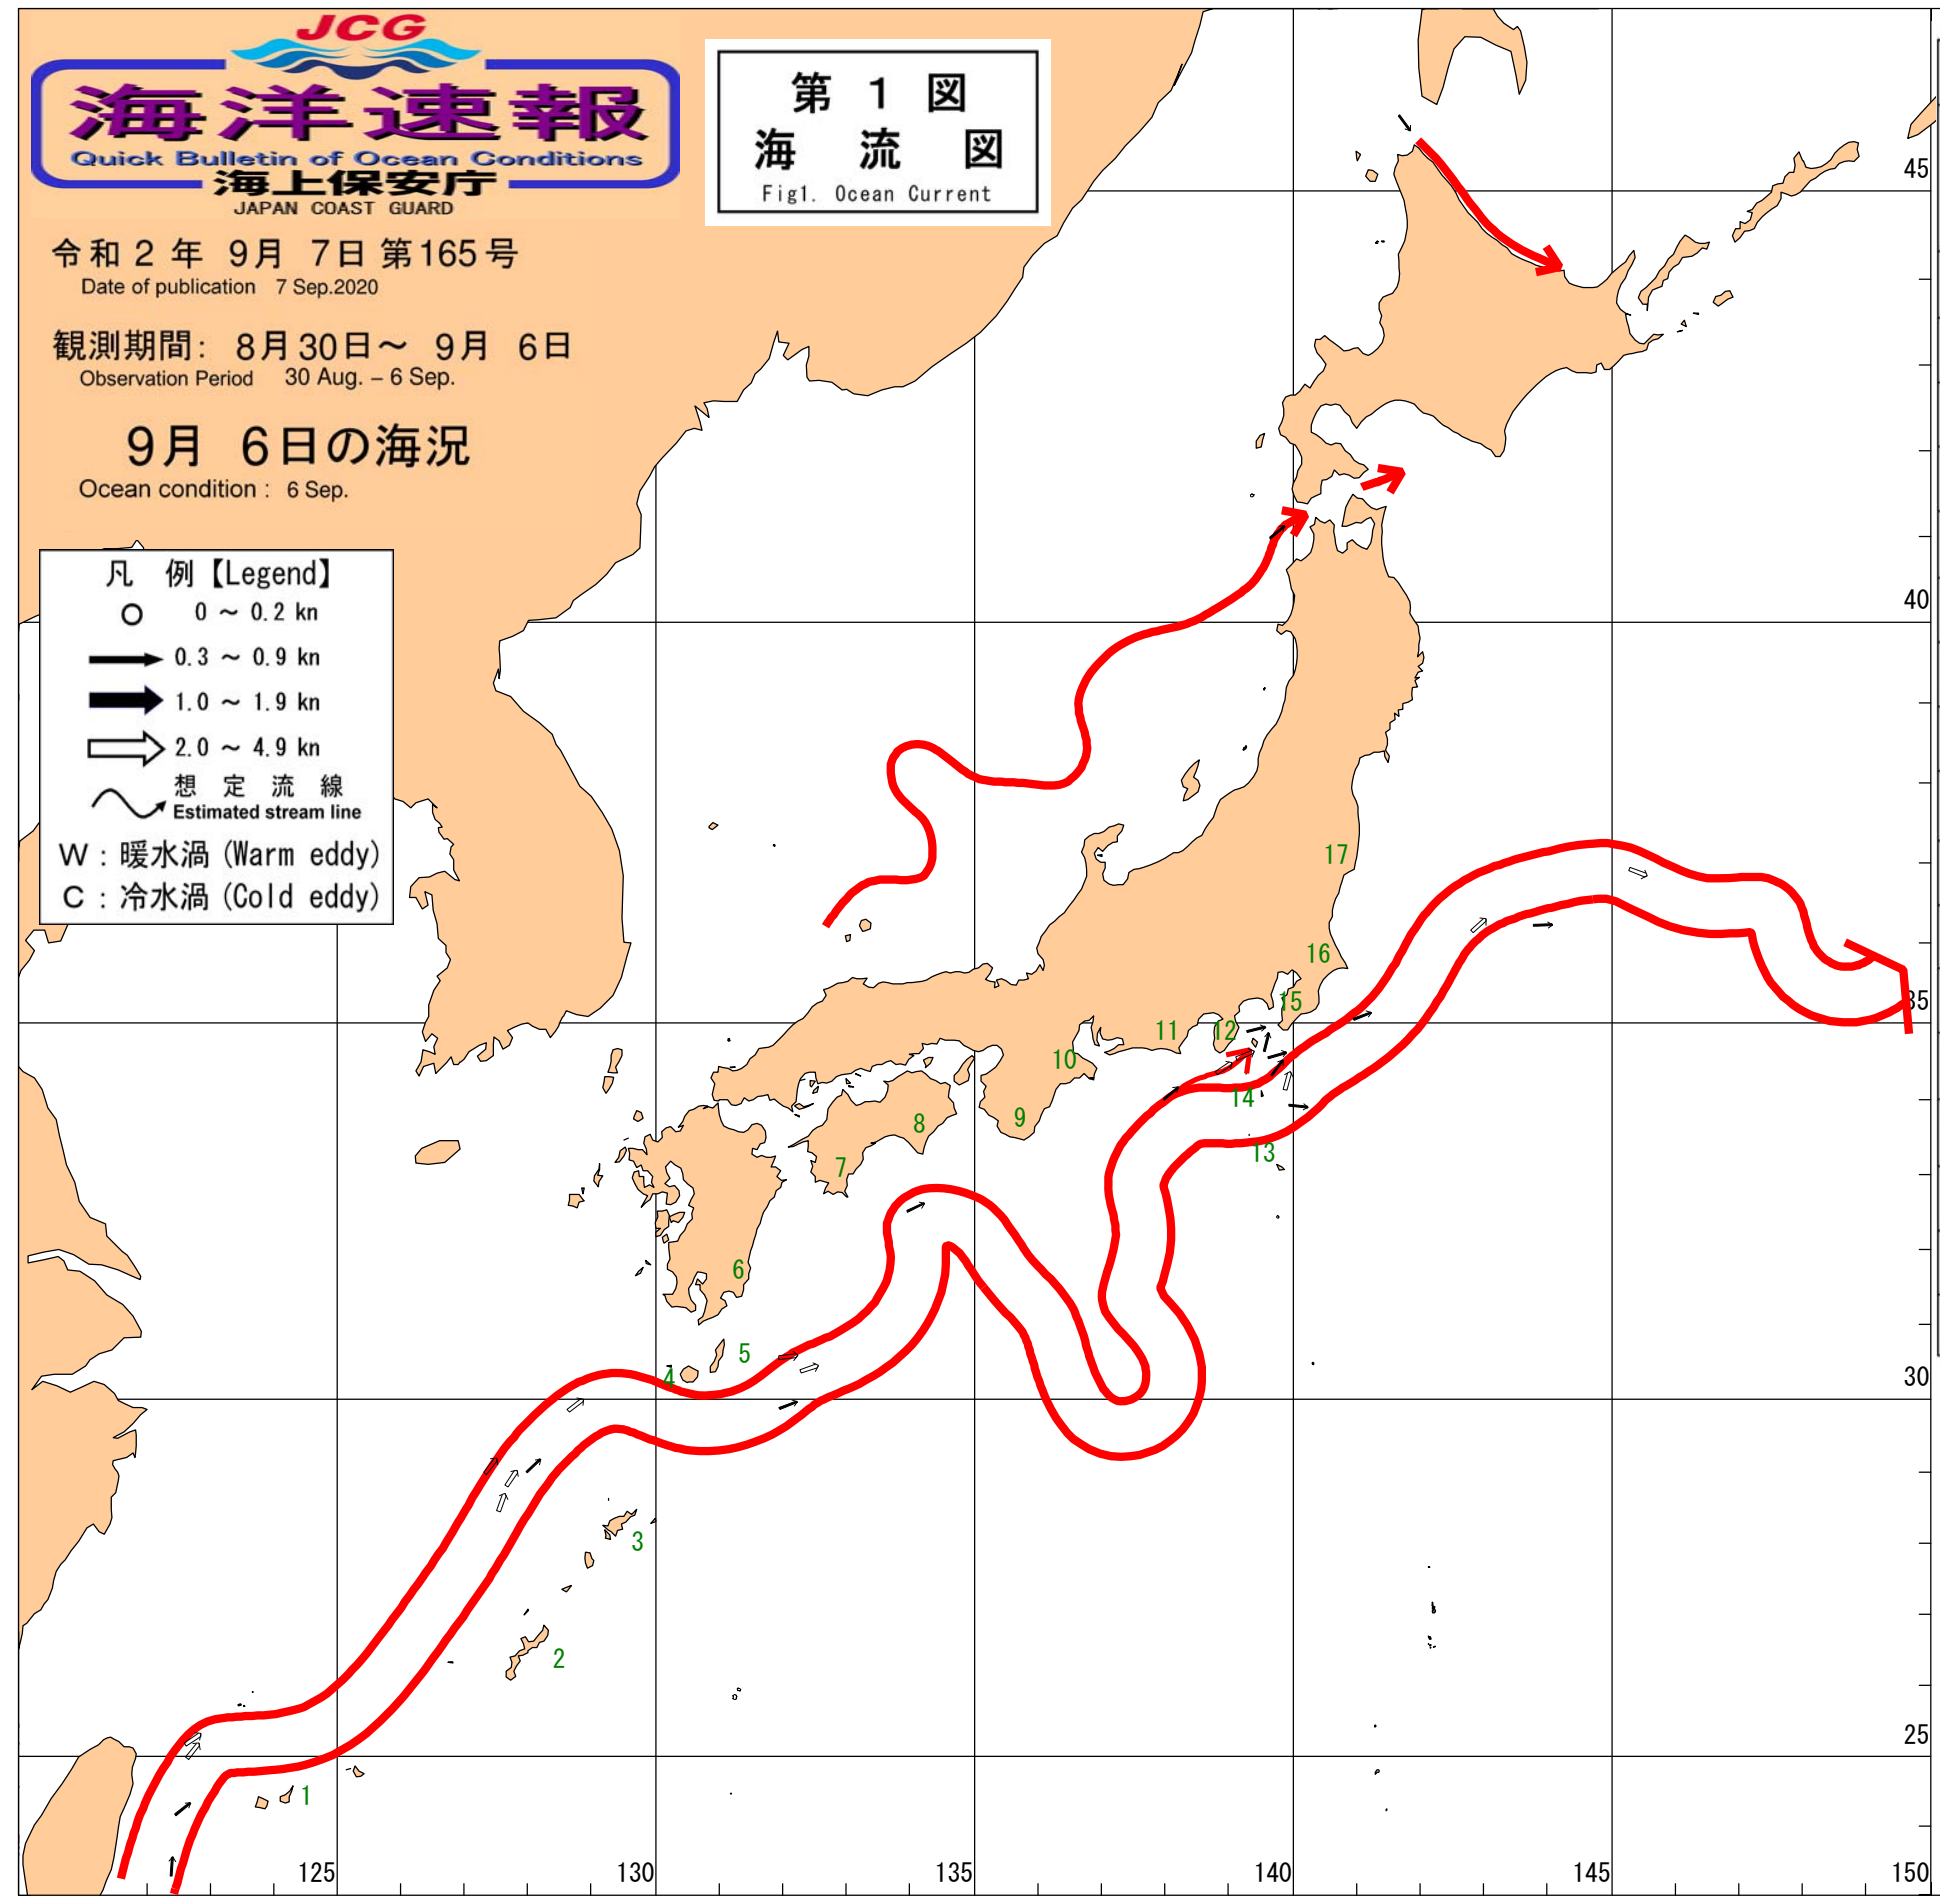 JCG
海洋速報
Quick Bulletin of Ocean Conditions
海上保安庁
JAPAN COAST GUARD
第 1 図
海 流 図
Fig1. Ocean Current
令和 2 年 9月 7日 第165号
Date of publication 7 Sep.2020
観測期間: 8月30日～ 9月 6日
Observation Period 30 Aug. – 6 Sep.
9月 6日の海況
Ocean condition : 6 Sep.
凡 例【Legend】
0 ～ 0.2 kn
0.3 ～ 0.9 kn
1.0 ～ 1.9 kn
2.0 ～ 4.9 kn
想 定 流 線
Estimated stream line
W : 暖水渦 (Warm eddy)
C : 冷水渦 (Cold eddy)
45
40
17
16
35
15
12
11
10
14
9
8
13
7
6
5
4
30
3
2
25
1
125
130
135
140
145
150